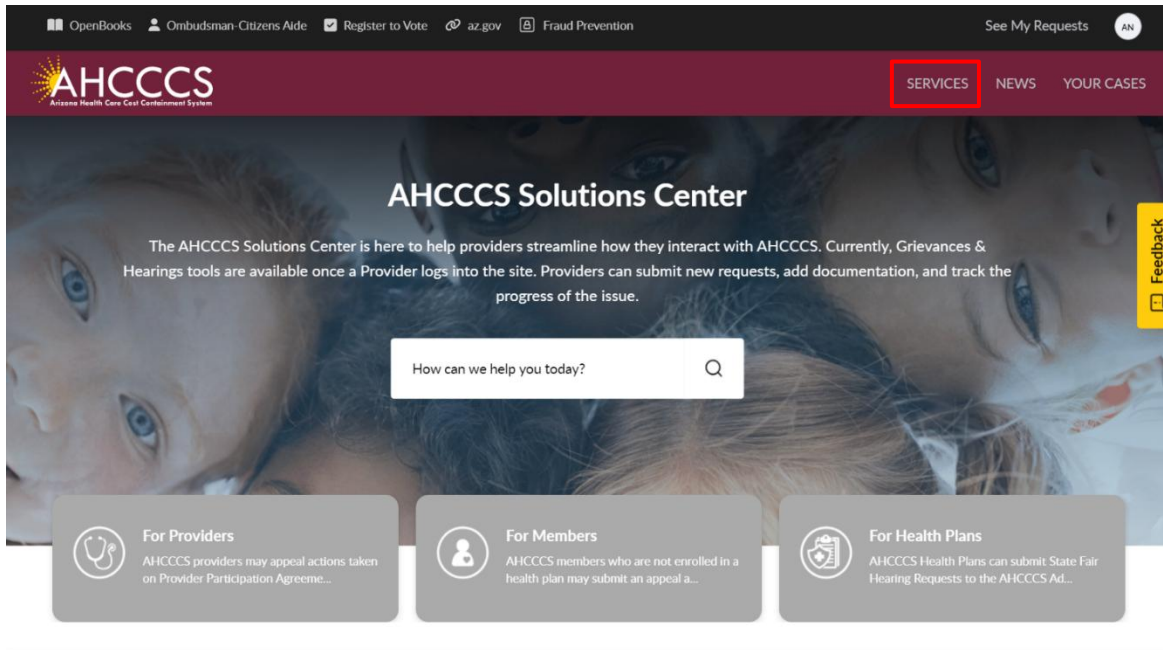 OpenBooks Ombudsman-Citizens Aide Register to Vote az.gov Fraud Prevention See My Requests AN
AHCCCS
Arizona Health Care Cost Containment System
SERVICES NEWS YOUR CASES
AHCCCS Solutions Center
The AHCCCS Solutions Center is here to help providers streamline how they interact with AHCCCS. Currently, Grievances &
Hearings tools are available once a Provider logs into the site. Providers can submit new requests, add documentation, and track the
progress of the issue.
Feedback
How can we help you today?
For Providers
AHCCCS providers may appeal actions taken
on Provider Participation Agreeme...
For Members
AHCCCS members who are not enrolled in a
health plan may submit an appeal a...
For Health Plans
AHCCCS Health Plans can submit State Fair
Hearing Requests to the AHCCCS Ad...